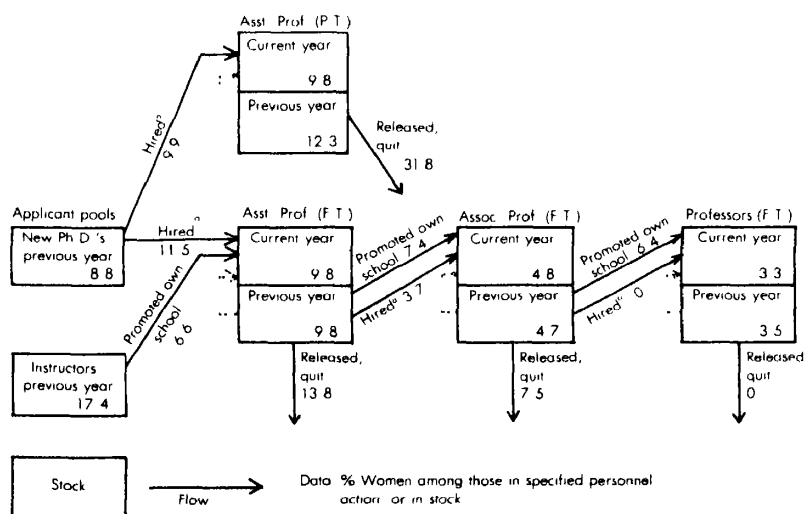 Asst Prof (P T)
Current year
9 8
Previous year
12 3
Released,
quit
31 8
Hired
9 9
Applicant pools
New Ph D 's
previous year
8 8
Hired
11 5
Promoted own
school
6 6
Instructors
previous year
17 4
Asst Prof (F T)
Current year
9 8
Previous year
9 8
Released,
quit
13 8
Promoted own
school 7 4
Hired 3 7
Assoc Prof (F T)
Current year
4 8
Previous year
4 7
Released,
quit
7 5
Promoted own
school 6 4
Hired 0
Professors (F T)
Current year
3 3
Previous year
3 5
Released
quit
0
Stock
Flow
Data % Women among those in specified personnel
action or in stock